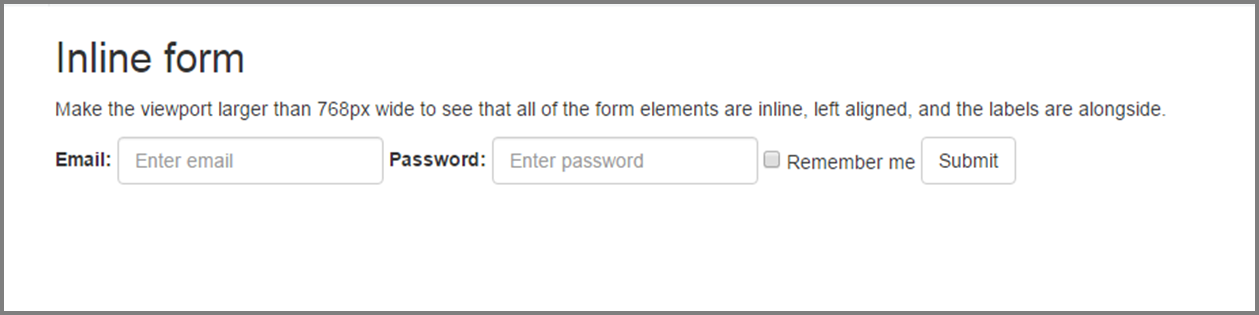 Inline form
Make the viewport larger than 768px wide to see that all of the form elements are inline, left aligned, and the labels are alongside.
Email: Enter email Password: Enter password Remember me Submit